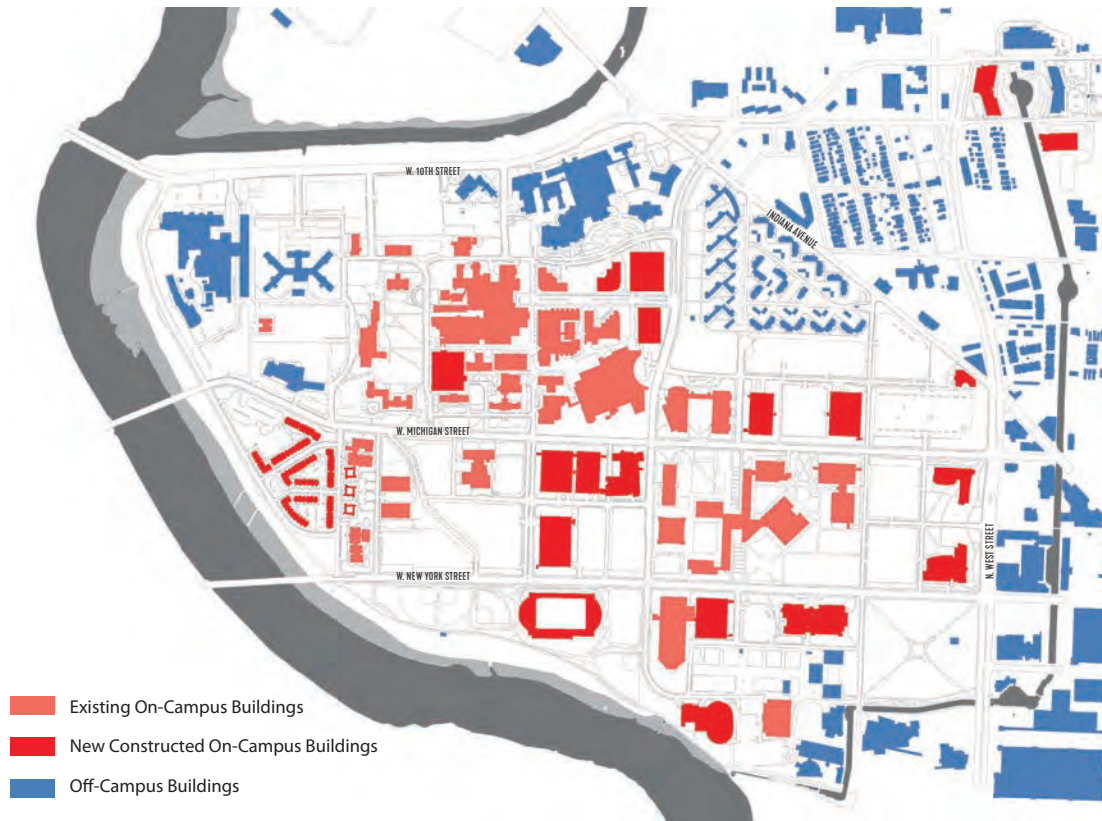 W. 10TH STREET
INDIANA AVENUE
W. MICHIGAN STREET
N. WEST STREET
W. NEW YORK STREET
Existing On-Campus Buildings
New Constructed On-Campus Buildings
Off-Campus Buildings